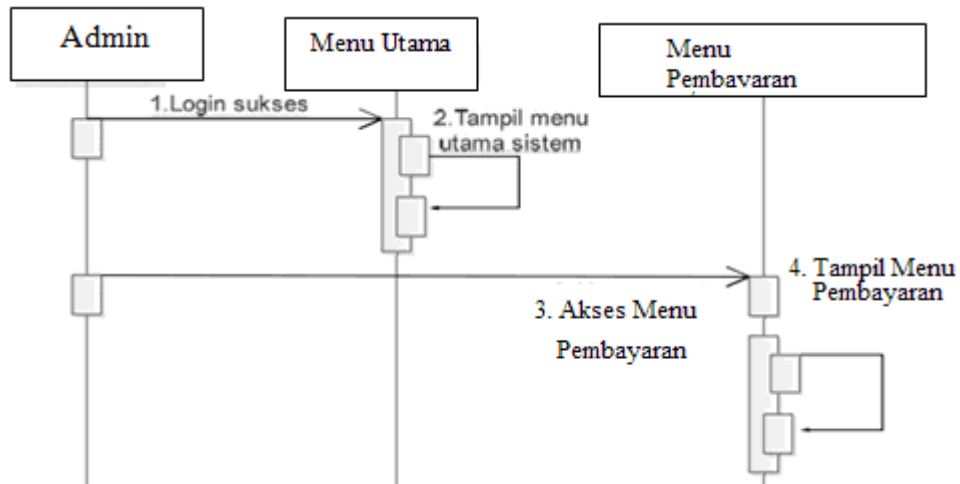 Admin
Menu Utama
Menu
Pembavaran
1.Login sukses
2.Tampil menu
utama sistem
3. Akses Menu
Pembayaran
4. Tampil Menu
Pembayaran